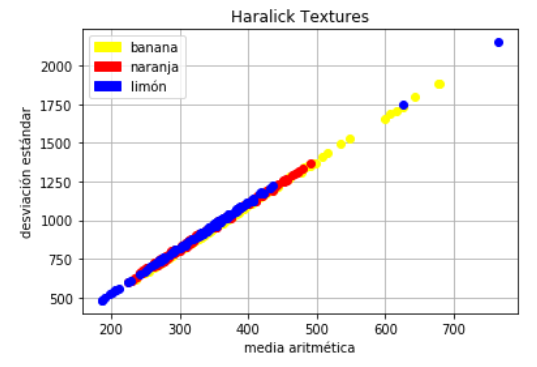 Haralick Textures
banana
naranja
limón
desviación estándar
2000
1750
1500
1250
1000
750
500
200 300 400 500 600 700
media aritmética